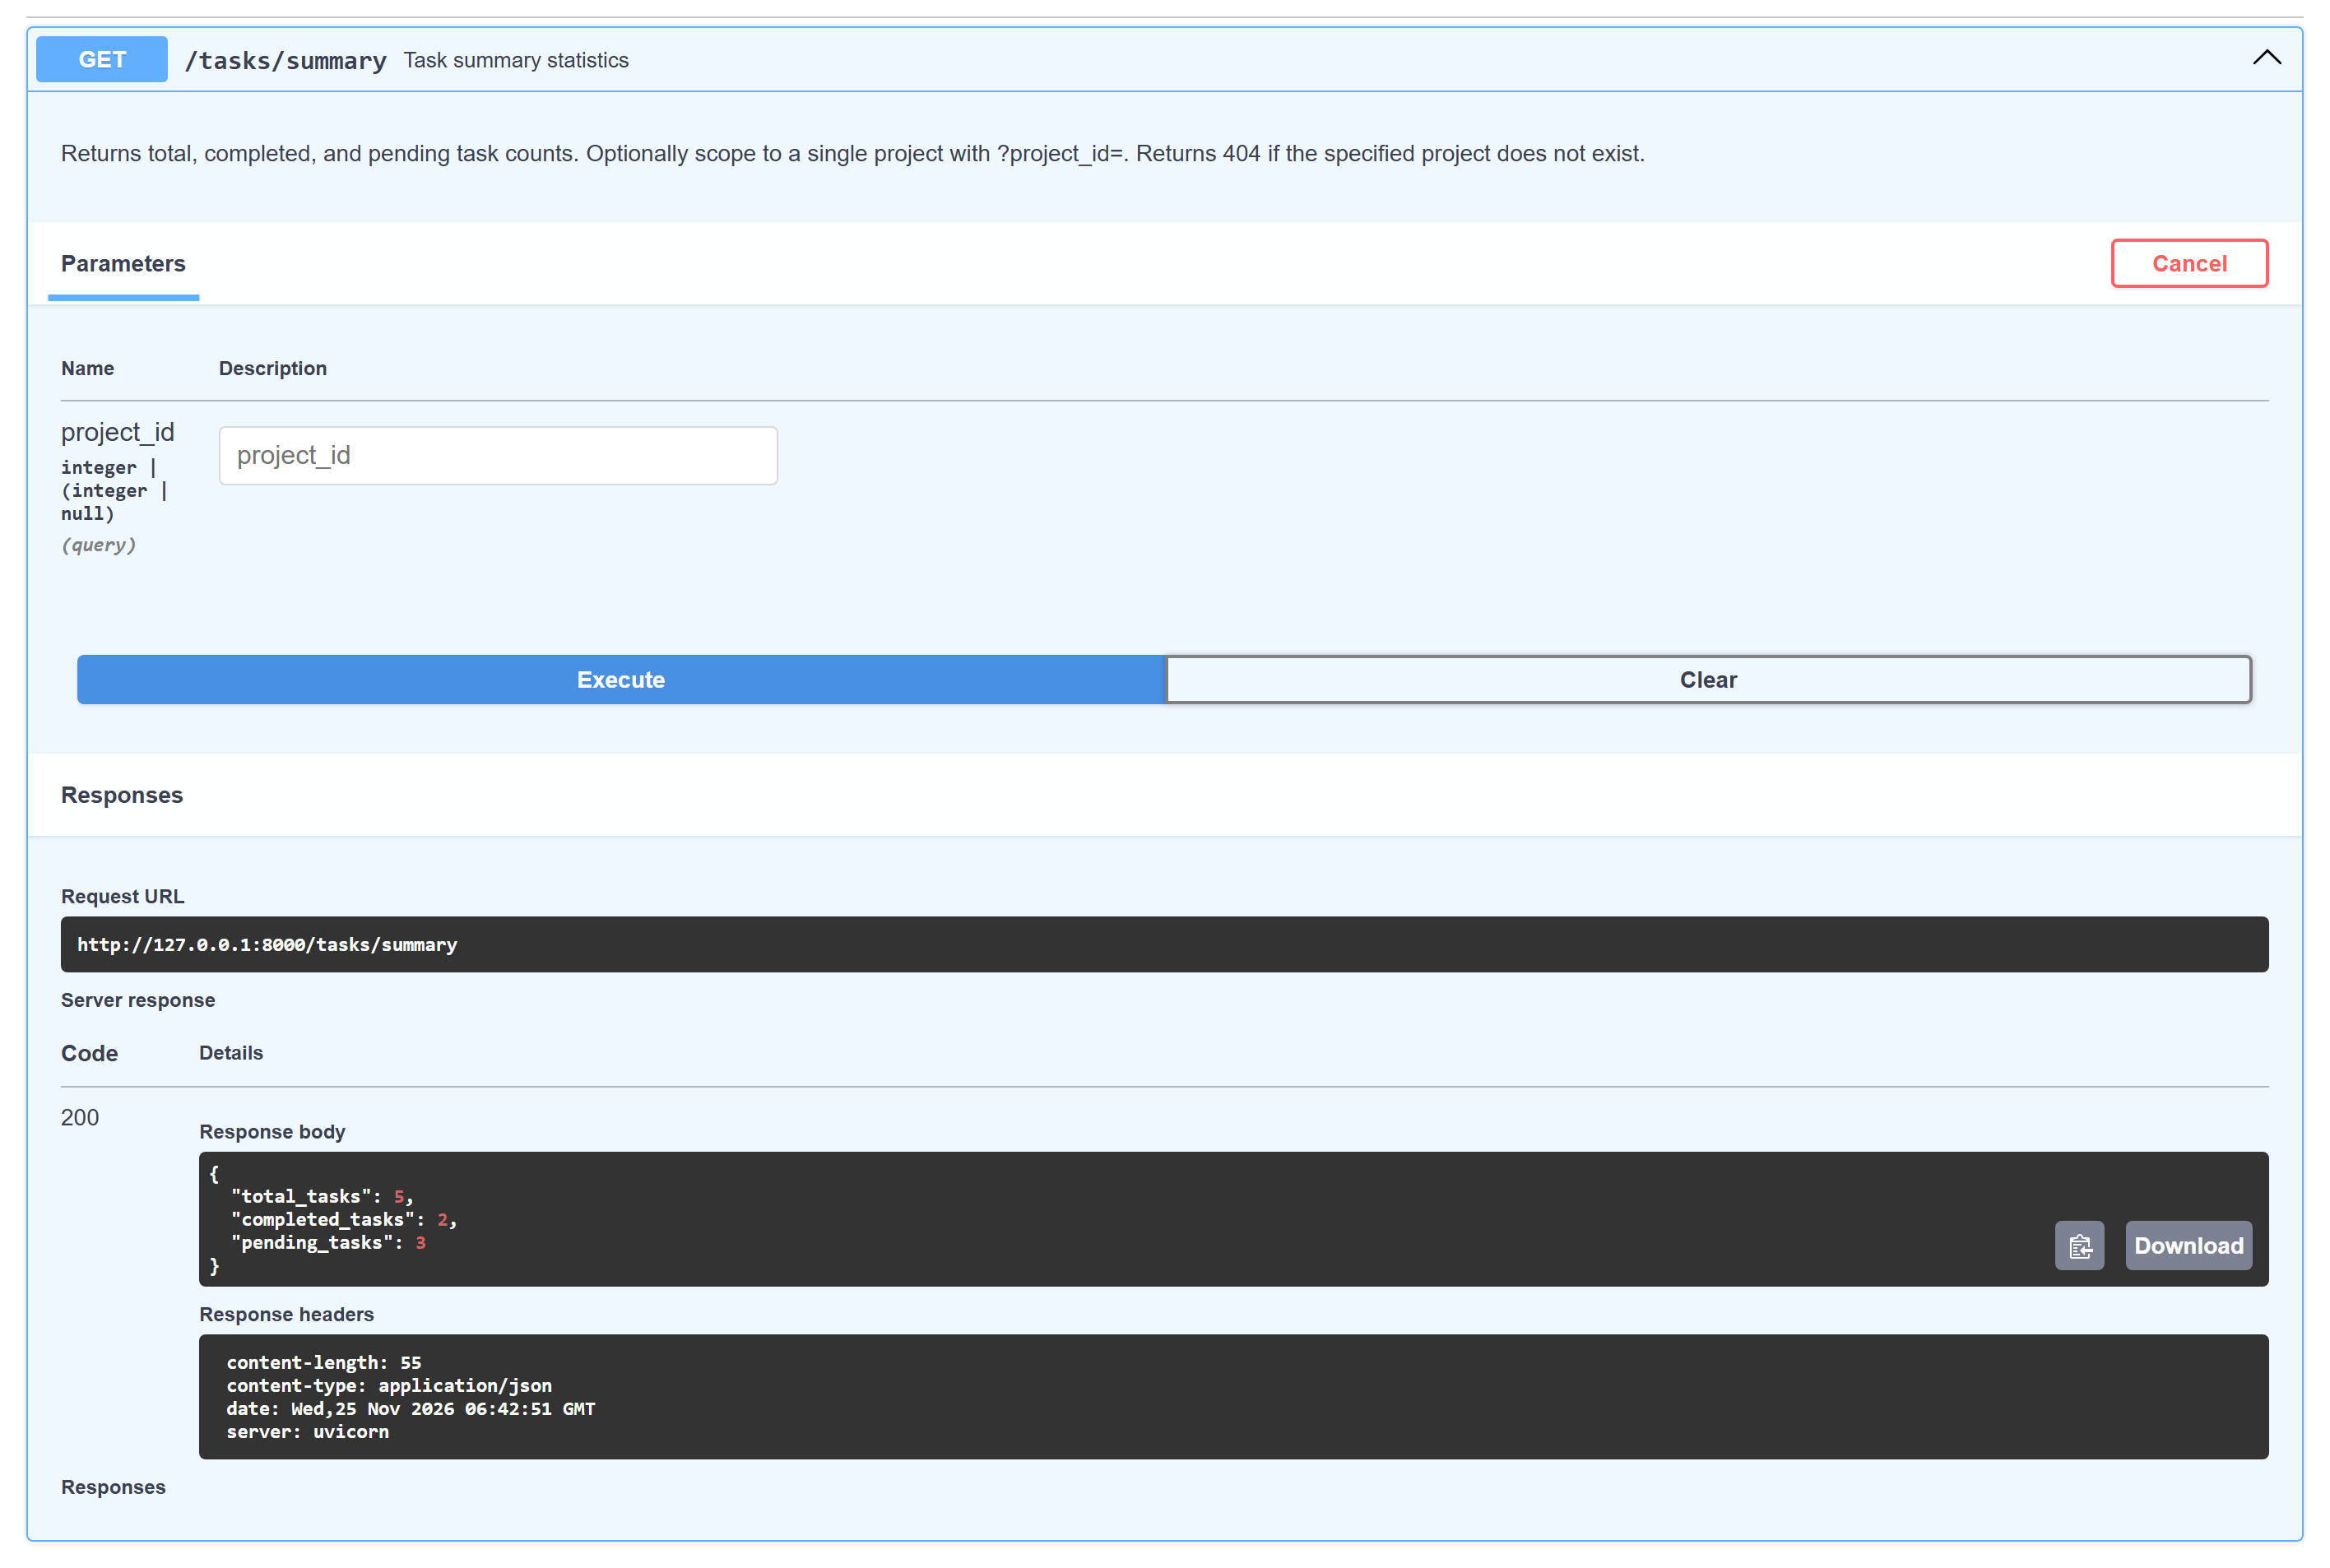 GET /tasks/summary Task summary statistics
Returns total, completed, and pending task counts. Optionally scope to a single project with ?project_id=. Returns 404 if the specified project does not exist.
Parameters
Cancel
Name Description
project_id
integer |
(integer |
null)
(query)
project_id
Execute
Clear
Responses
Request URL
http://127.0.0.1:8000/tasks/summary
Server response
Code Details
200
Response body
{
  "total_tasks": 5,
  "completed_tasks": 2,
  "pending_tasks": 3
}
Download
Response headers
content-length: 55
content-type: application/json
date: Wed,25 Nov 2026 06:42:51 GMT
server: uvicorn
Responses